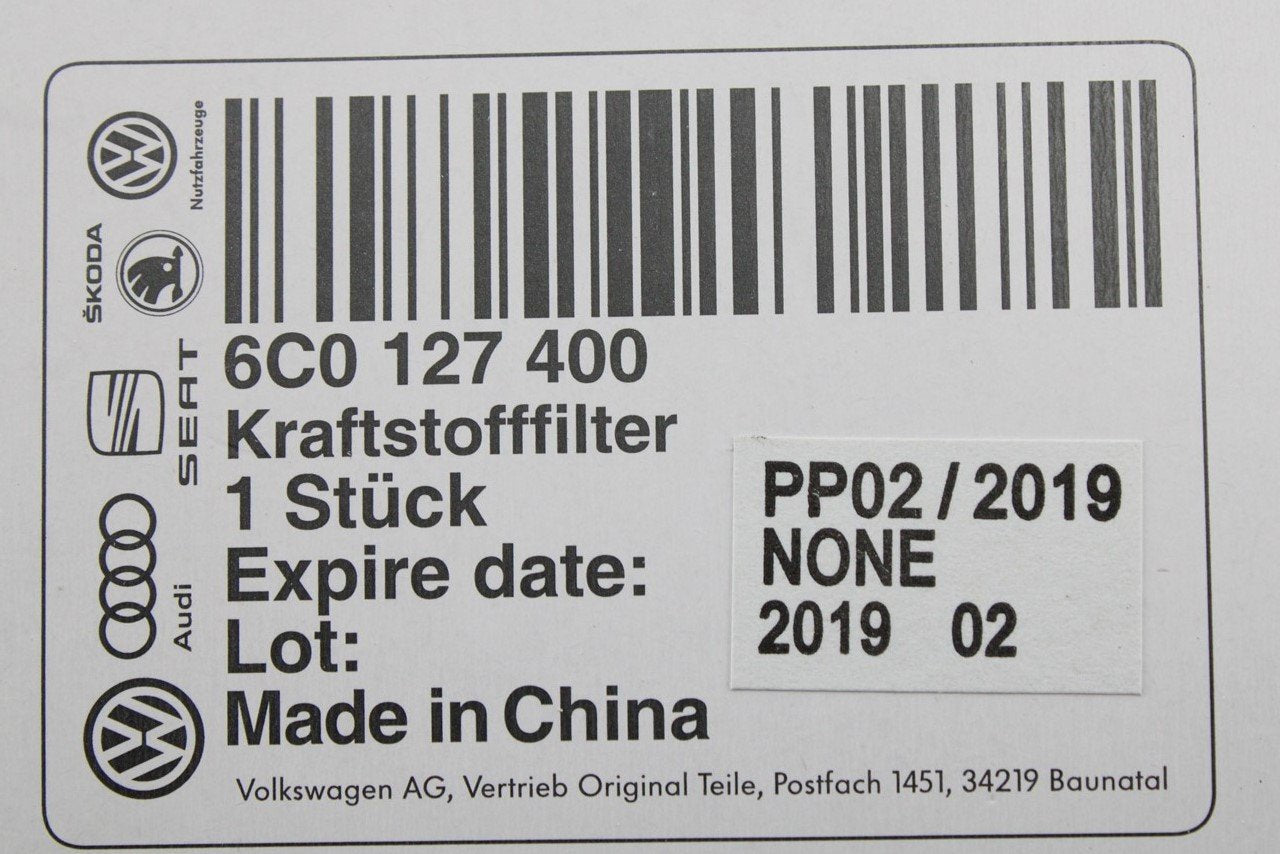 Nutzfahrzeuge
ŠKODA
SEAT
Audi
6C0 127 400
Kraftstofffilter
1 Stück
Expire date:
Lot:
Made in China
PP02 / 2019
NONE
2019 02
Volkswagen AG, Vertrieb Original Teile, Postfach 1451, 34219 Baunatal